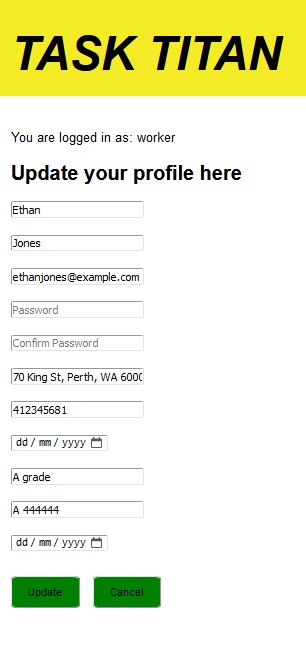 TASK TITAN
You are logged in as: worker
Update your profile here
Ethan
Jones
ethanjones@example.com
Password
Confirm Password
70 King St, Perth, WA 6000
412345681
dd / mm / yyyy
A grade
A 444444
dd / mm / yyyy
Update Cancel